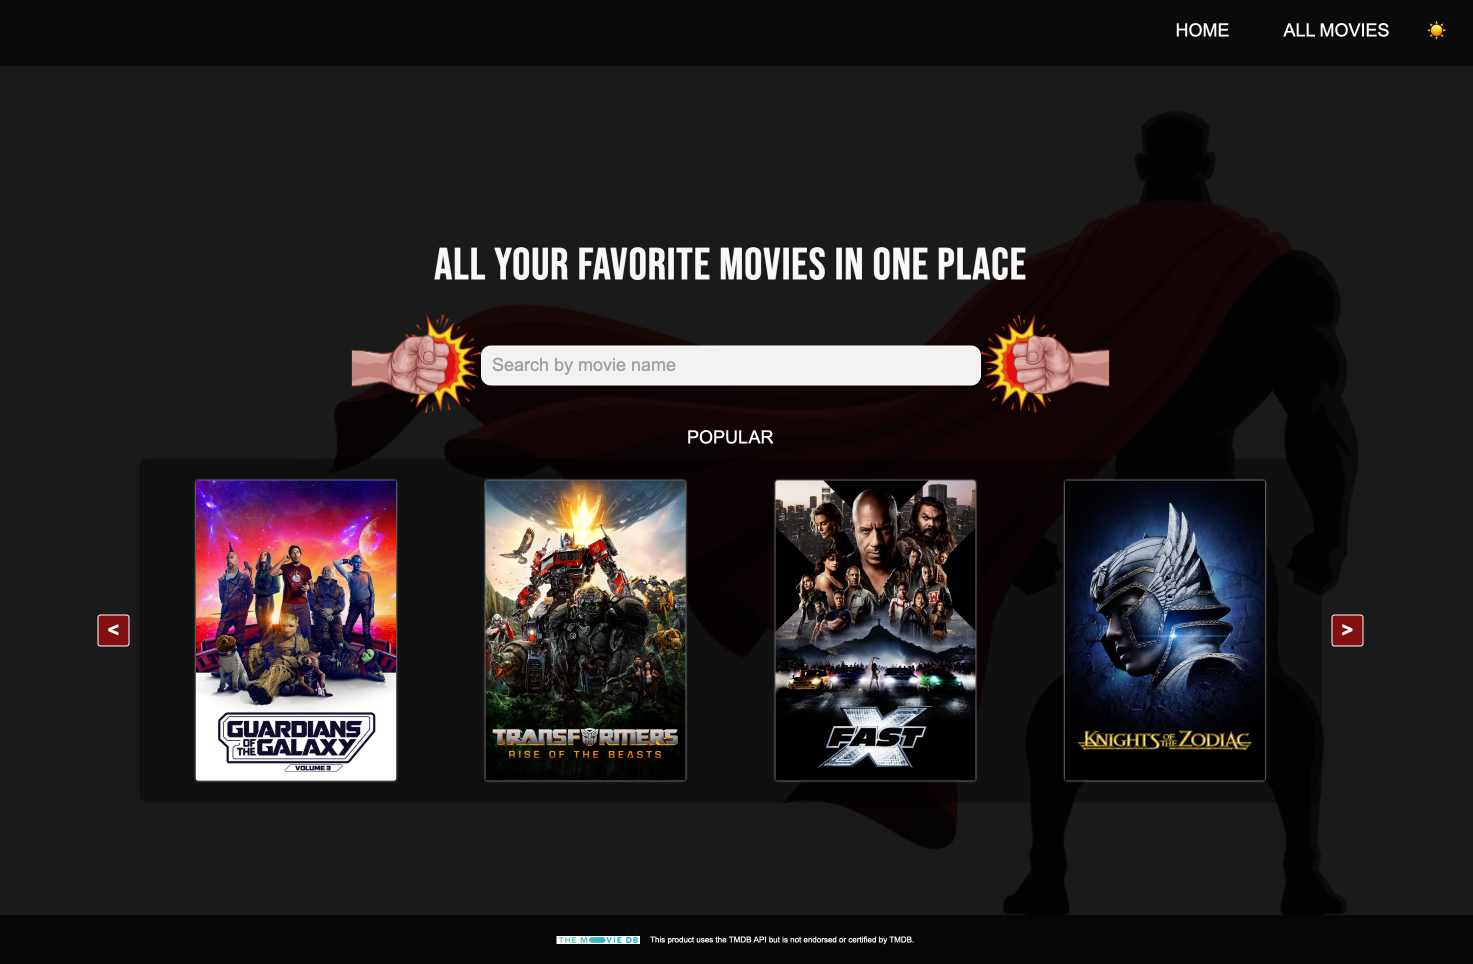 HOME
ALL MOVIES
ALL YOUR FAVORITE MOVIES IN ONE PLACE
Search by movie name
POPULAR
<
GUARDIANS
OF THE GALAXY
VOLUME 3
TRANSFORMERS
RISE OF THE BEASTS
FAST X
KNIGHTS OF THE ZODIAC
>
THE MOVIE DB
This product uses the TMDB API but is not endorsed or certified by TMDB.